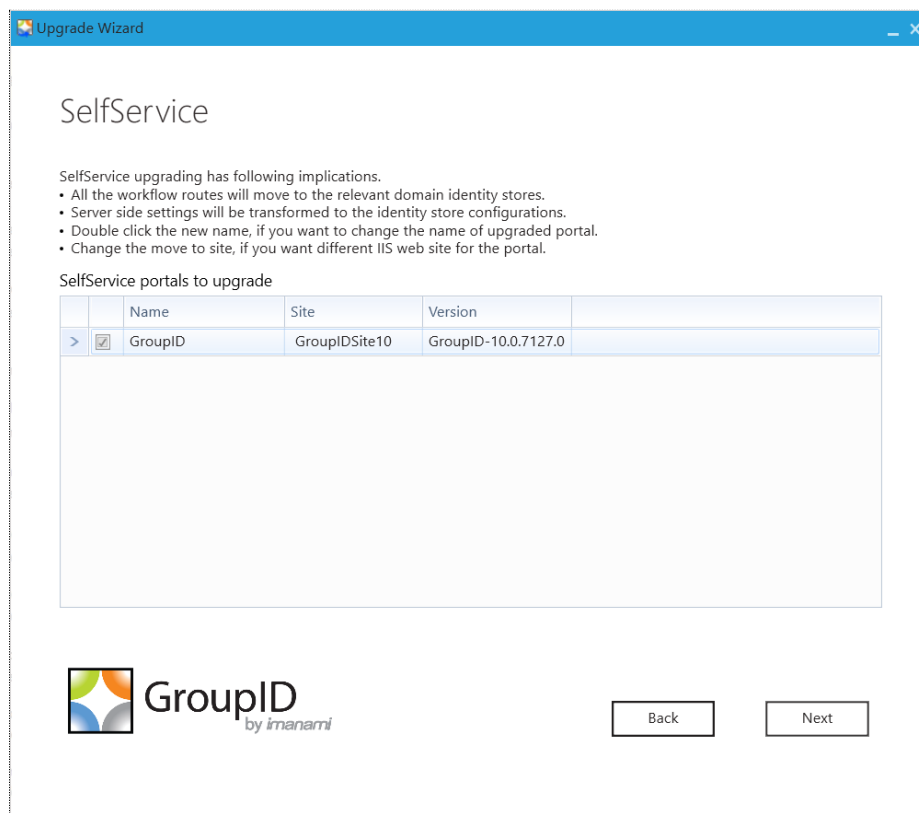 Upgrade Wizard
SelfService
SelfService upgrading has following implications.
• All the workflow routes will move to the relevant domain identity stores.
• Server side settings will be transformed to the identity store configurations.
• Double click the new name, if you want to change the name of upgraded portal.
• Change the move to site, if you want different IIS web site for the portal.
SelfService portals to upgrade
Name Site Version
GroupID GroupIDSite10 GroupID-10.0.7127.0
GroupID
by imanami
Back Next